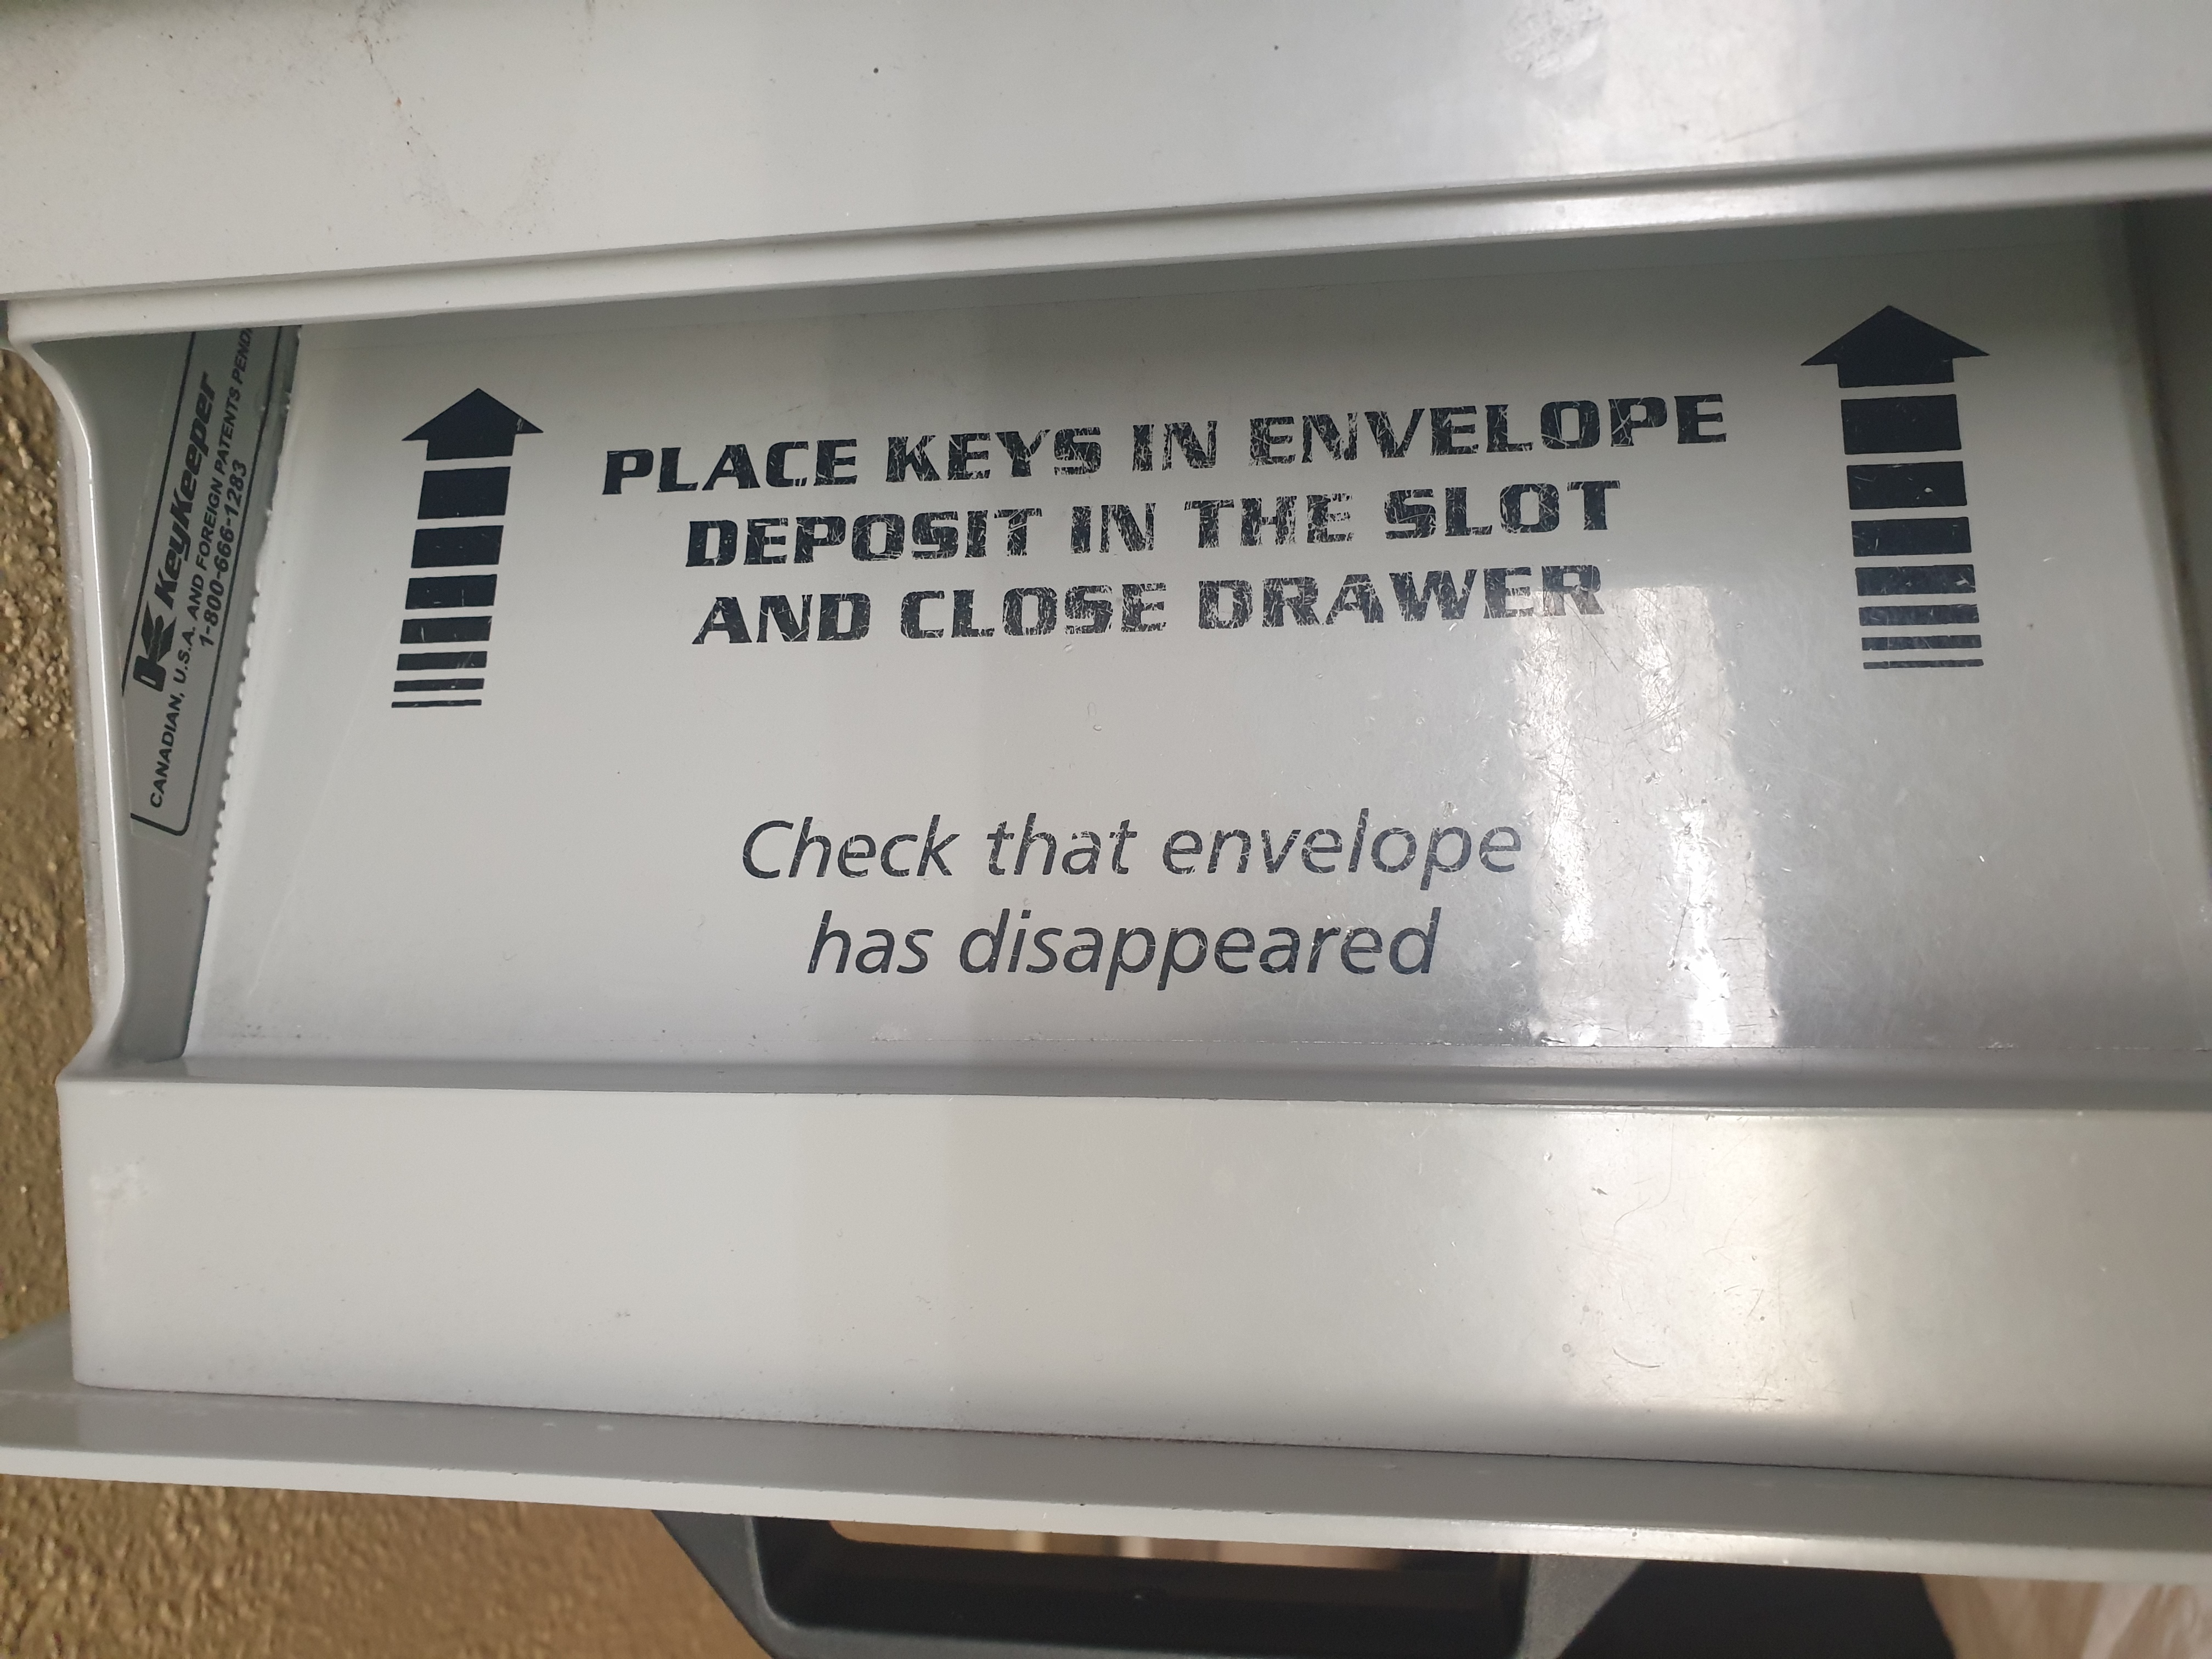 PLACE KEYS IN ENVELOPE
DEPOSIT IN THE SLOT
AND CLOSE DRAWER
Check that envelope
has disappeared
K KeyKeeper
CANADIAN, U.S.A. AND FOREIGN PATENTS
1-800-666-1283